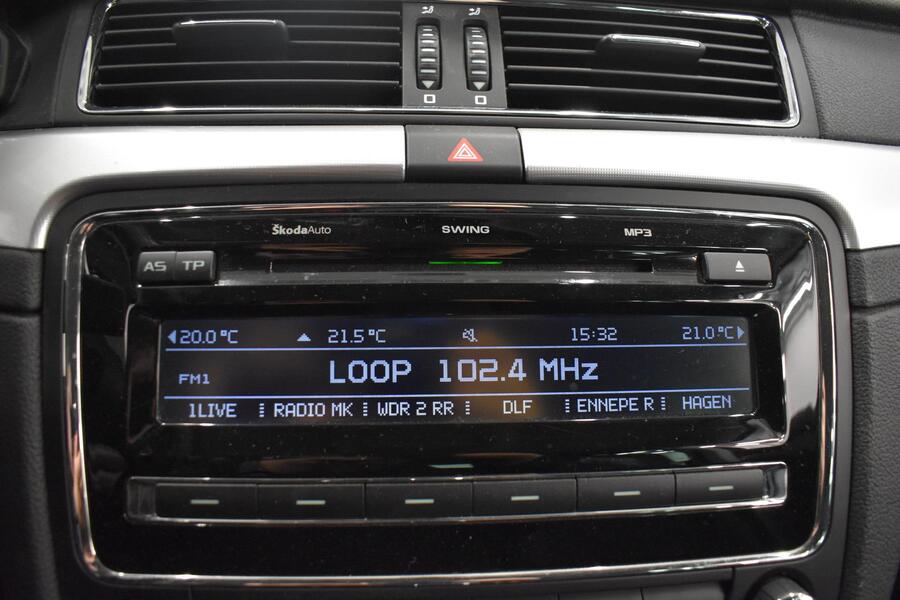 ŠkodaAuto SWING MP3
AS TP
20.0°C 21.5°C 15:32 21.0°C
FM1 LOOP 102.4 MHz
1LIVE RADIO MK WDR 2 RR DLF ENNEPE R HAGEN